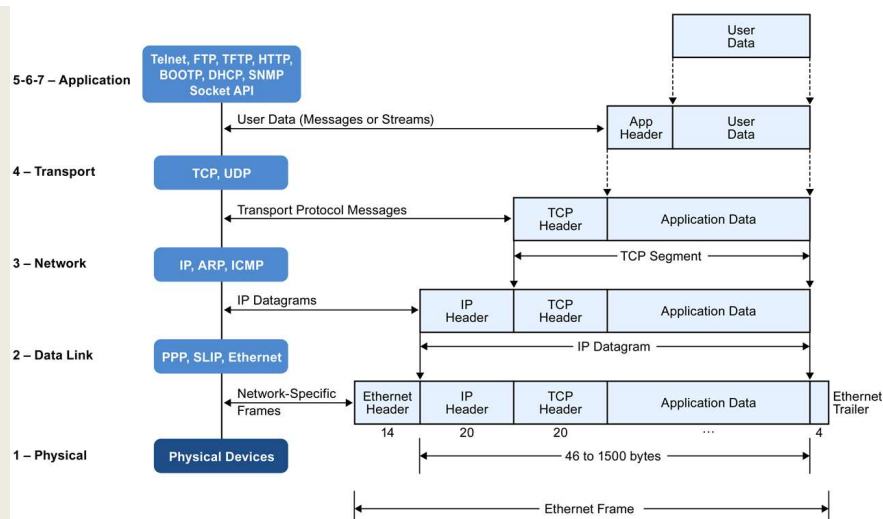 User
Data
5-6-7 – Application
Telnet, FTP, TFTP, HTTP,
BOOTP, DHCP, SNMP
Socket API
User Data (Messages or Streams)
App
Header
User
Data
4 – Transport
TCP, UDP
Transport Protocol Messages
TCP
Header
Application Data
3 – Network
IP, ARP, ICMP
TCP Segment
IP Datagrams
IP
Header
TCP
Header
Application Data
2 – Data Link
PPP, SLIP, Ethernet
IP Datagram
Network-Specific
Frames
Ethernet
Header
IP
Header
TCP
Header
Application Data
Ethernet
Trailer
14
20
20
...
4
1 – Physical
Physical Devices
46 to 1500 bytes
Ethernet Frame